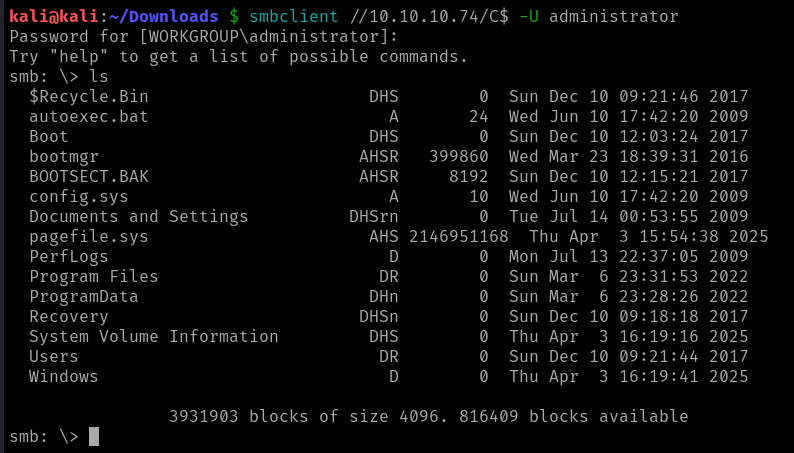 kali@kali:~/Downloads $ smbclient //10.10.10.74/C$ -U administrator
Password for [WORKGROUP\administrator]:
Try "help" to get a list of possible commands.
smb: \> ls
  $Recycle.Bin                      DHS        0  Sun Dec 10 09:21:46 2017
  autoexec.bat                        A       24  Wed Jun 10 17:42:20 2009
  Boot                              DHS        0  Sun Dec 10 12:03:24 2017
  bootmgr                          AHSR   399860  Wed Mar 23 18:39:31 2016
  BOOTSECT.BAK                     AHSR     8192  Sun Dec 10 12:15:21 2017
  config.sys                          A       10  Wed Jun 10 17:42:20 2009
  Documents and Settings          DHSrn        0  Tue Jul 14 00:53:55 2009
  pagefile.sys                      AHS 2146951168  Thu Apr  3 15:54:38 2025
  PerfLogs                            D        0  Mon Jul 13 22:37:05 2009
  Program Files                      DR        0  Sun Mar  6 23:31:53 2022
  ProgramData                       DHn        0  Sun Mar  6 23:28:26 2022
  Recovery                         DHSn        0  Sun Dec 10 09:18:18 2017
  System Volume Information         DHS        0  Thu Apr  3 16:19:16 2025
  Users                              DR        0  Sun Dec 10 09:21:44 2017
  Windows                             D        0  Thu Apr  3 16:19:41 2025
                3931903 blocks of size 4096. 816409 blocks available
smb: \>